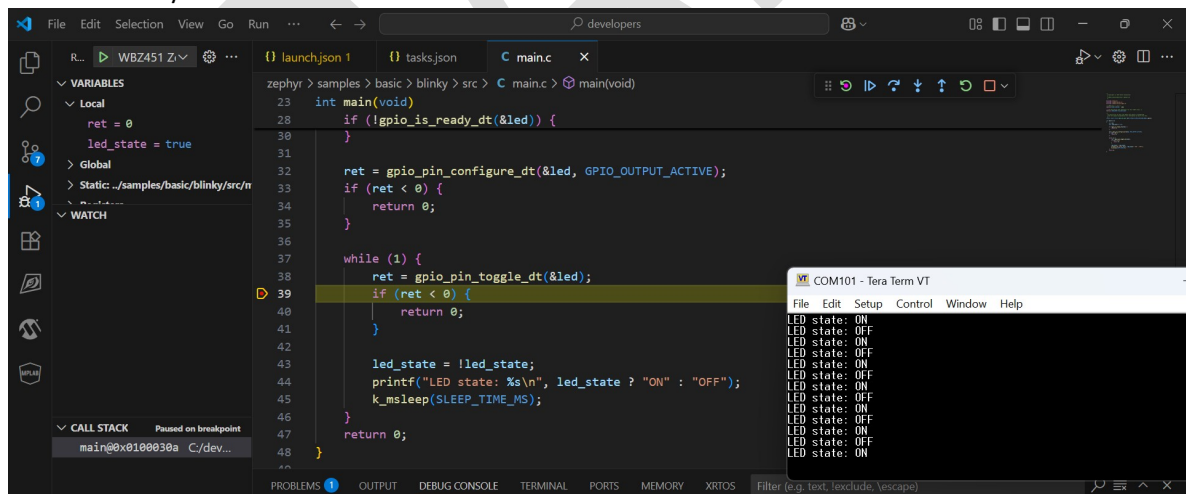 File Edit Selection View Go Run ··· developers
R... WBZ451 Z
launch.json 1 tasks.json C main.c
VARIABLES
Local
ret = 0
led_state = true
Global
Static: ../samples/basic/blinky/src/m
WATCH
7
1
MPLAB
CALL STACK Paused on breakpoint
main@0x0100030a C:/dev...
zephyr > samples > basic > blinky > src > C main.c > main(void)
23 int main(void)
28 if (!gpio_is_ready_dt(&led)) {
30 }
31
32 ret = gpio_pin_configure_dt(&led, GPIO_OUTPUT_ACTIVE);
33 if (ret < 0) {
34 return 0;
35 }
36
37 while (1) {
38 ret = gpio_pin_toggle_dt(&led);
39 if (ret < 0) {
40 return 0;
41 }
42
43 led_state = !led_state;
44 printf("LED state: %s\n", led_state ? "ON" : "OFF");
45 k_msleep(SLEEP_TIME_MS);
46 }
47 return 0;
48 }
COM101 - Tera Term VT
File Edit Setup Control Window Help
LED state: ON
LED state: OFF
LED state: ON
LED state: OFF
LED state: ON
LED state: OFF
LED state: ON
LED state: OFF
LED state: ON
LED state: OFF
LED state: ON
LED state: OFF
LED state: ON
PROBLEMS 1 OUTPUT DEBUG CONSOLE TERMINAL PORTS MEMORY XRTOS Filter (e.g. text, !exclude, \escape)